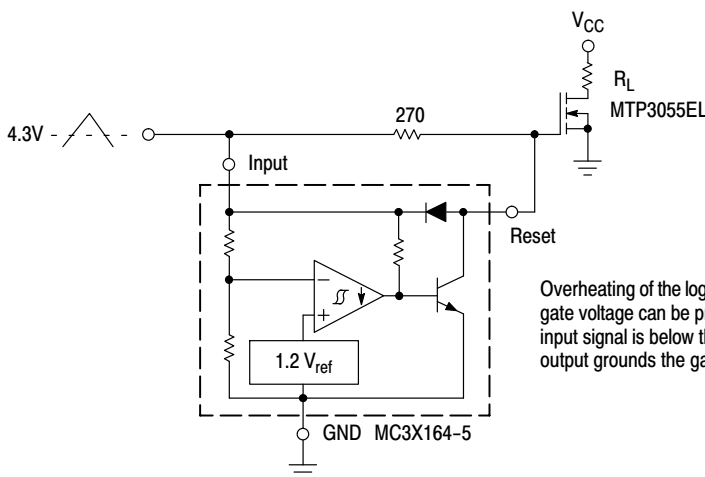 V_CC
R_L
270
MTP3055EL
4.3V
Input
Reset
−
+
1.2 V_ref
Overheating of the log
gate voltage can be p
input signal is below th
output grounds the ga
GND MC3X164-5